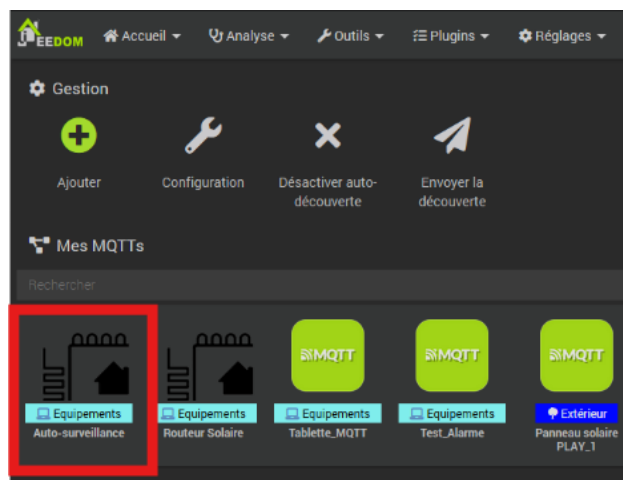 JEEDOM Accueil Analyse Outils Plugins Réglages
Gestion
Ajouter Configuration Désactiver auto- Envoyer la
découverte découverte
Mes MQTTs
Rechercher
MQTT MQTT MQTT
Equipements Equipements Equipements Equipements Extérieur
Auto-surveillance Routeur Solaire Tablette_MQTT Test_Alarme Panneau solaire
PLAY_1